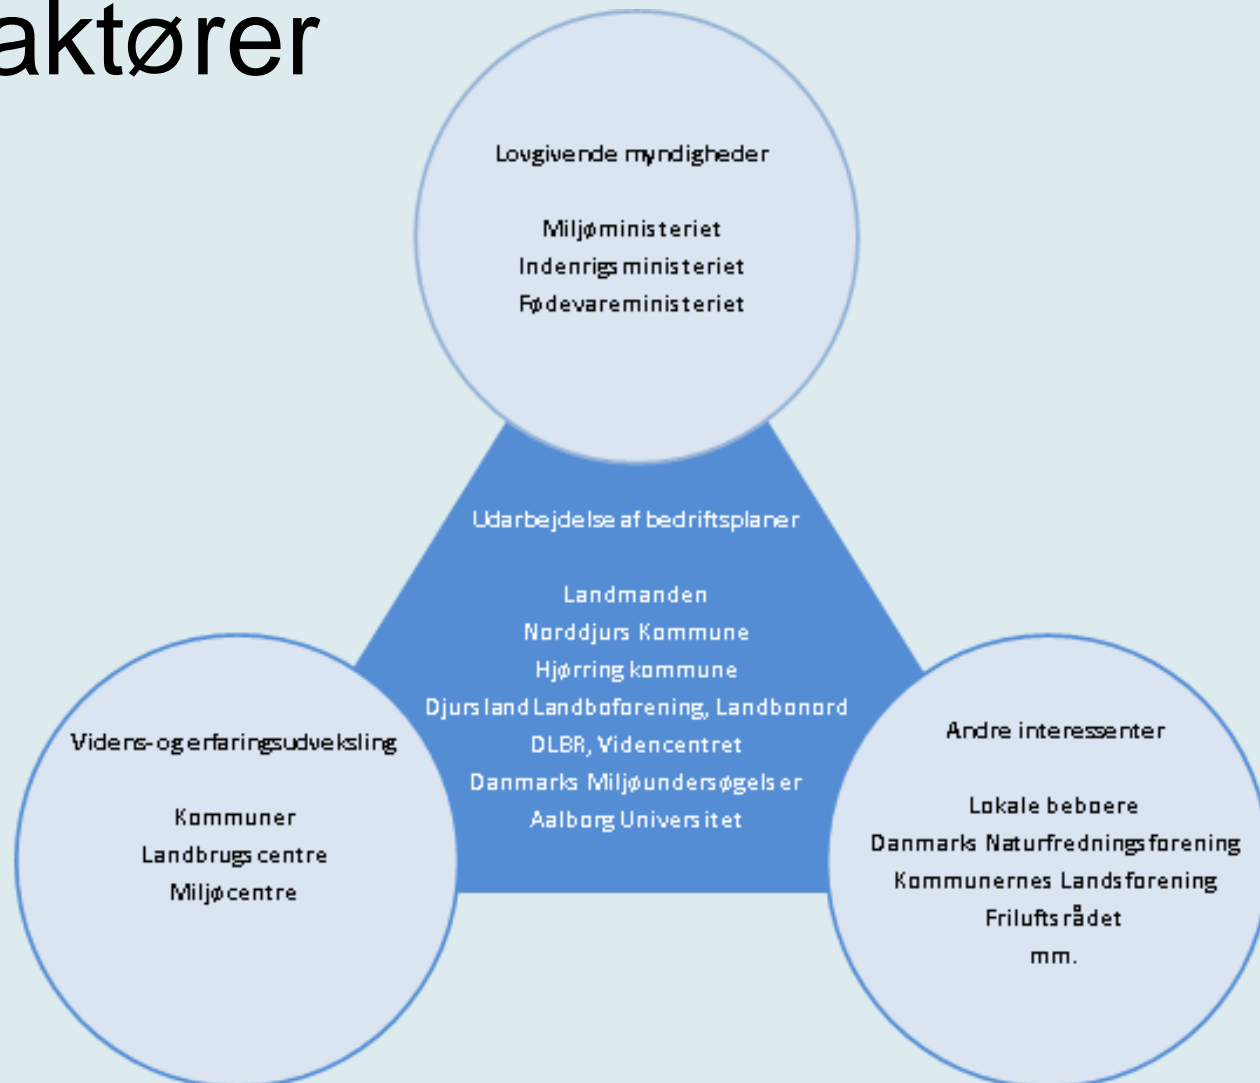 aktører
Lovgivende myndigheder
Miljøministeriet
Indenrigsministeriet
Fødevareministeriet
Udarbejdelse af bedriftsplaner
Landmanden
Norddjurs Kommune
Hjørring kommune
Djursland Landboforening, Landbonord
DLBR, Videncentret
Danmarks Miljøundersøgelser
Aalborg Universitet
Videns- og erfaringsudveksling
Kommuner
Landbrugscentre
Miljøcentre
Andre interessenter
Lokale beboere
Danmarks Naturfredningsforening
Kommunernes Landsforening
Friluftsrådet
mm.